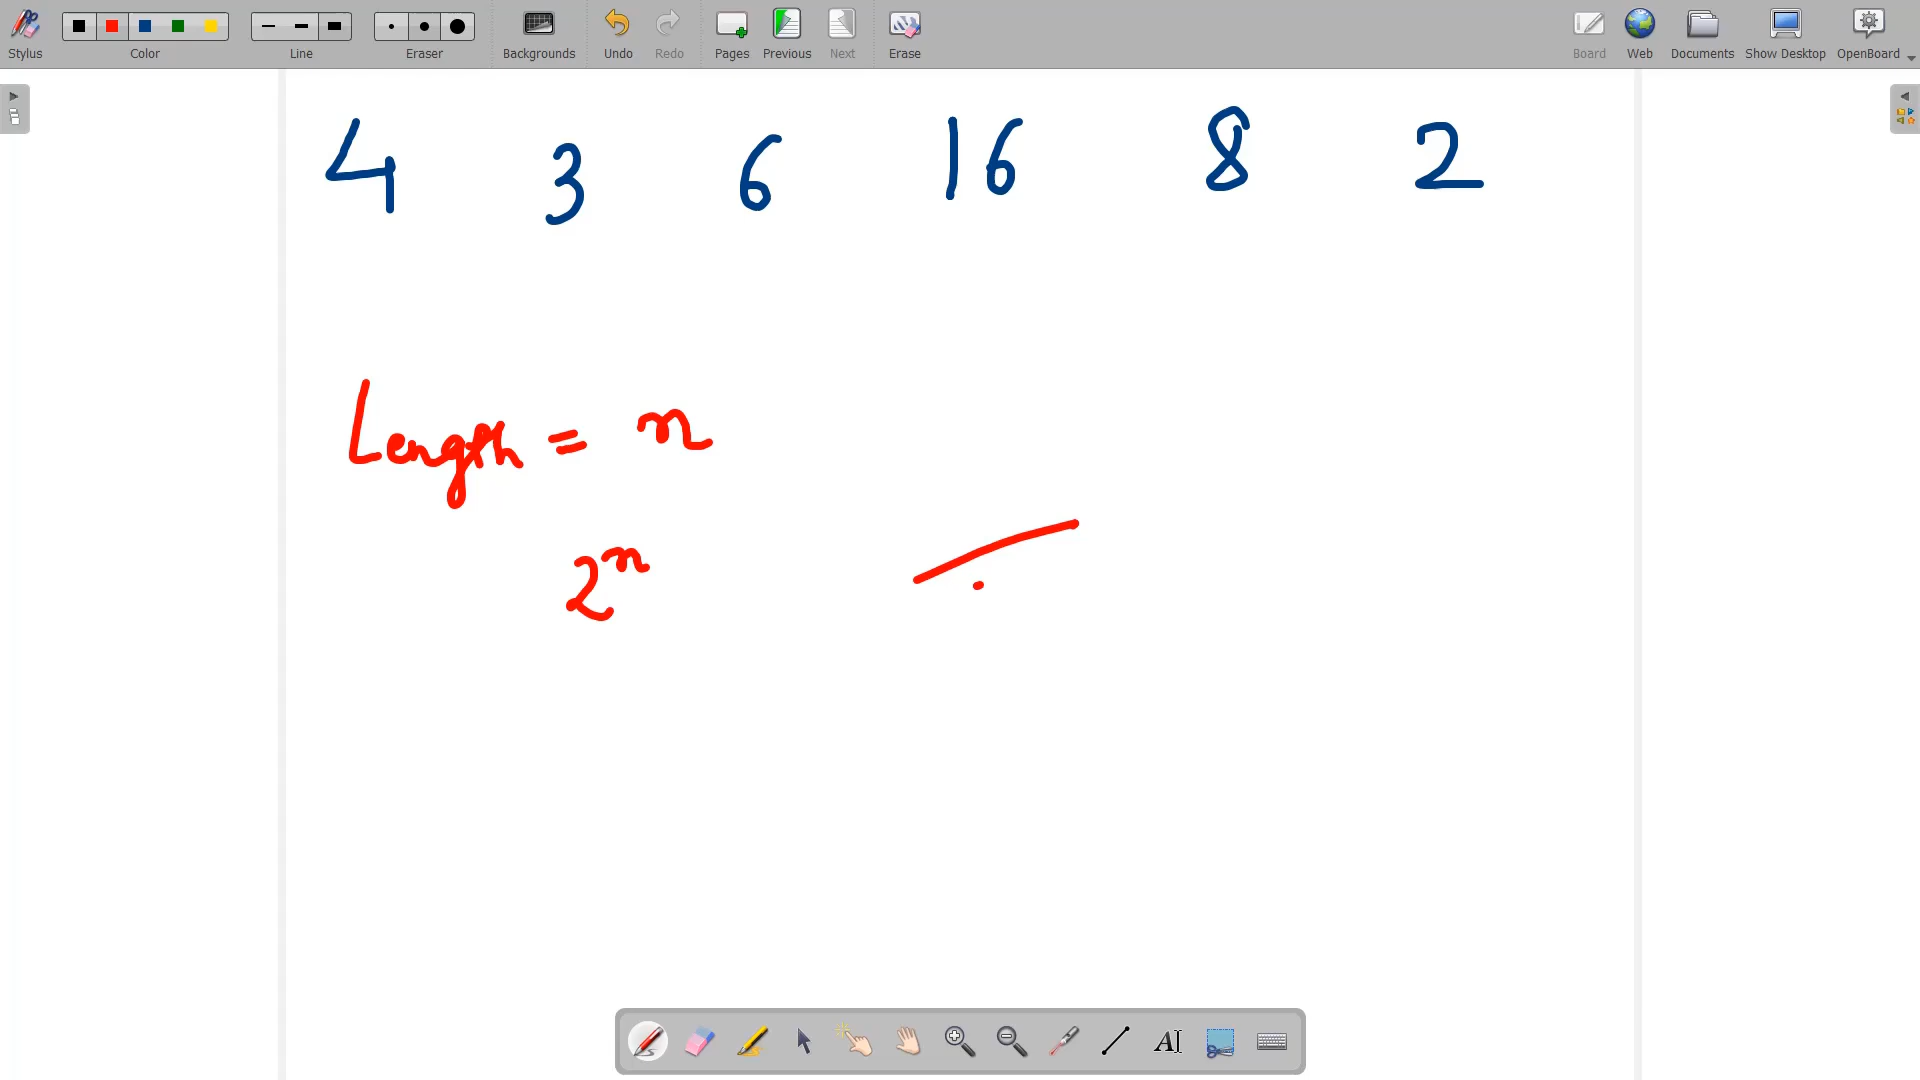 Stylus Color Line Eraser Backgrounds Undo Redo Pages Previous Next Erase Board Web Documents Show Desktop OpenBoard
4 3 6 16 8 2
Length = n
2^n